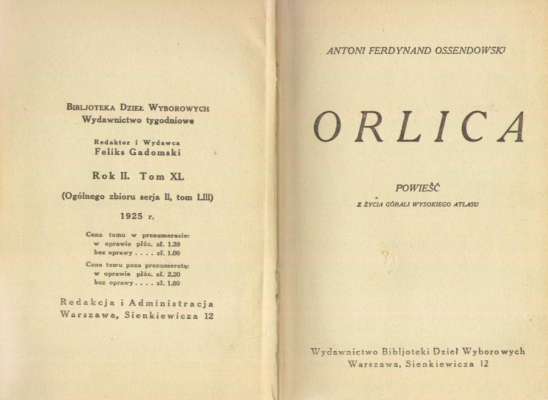 BIBLJOTEKA DZIEŁ WYBOROWYCH
Wydawnictwo tygodniowe
Redaktor i Wydawca
Feliks Gadomski
Rok II. Tom XL
(Ogólnego zbioru serja II, tom LIII)
1925 r.
Cena tomu w prenumeracie:
w oprawie płóc. zł. 1.30
bez oprawy . . . . zł. 1.00
Cena tomu poza prenumeratą:
w oprawie płóc. zł. 2.20
bez oprawy . . . . zł. 1.80
Redakcja i Administracja
Warszawa, Sienkiewicza 12
ANTONI FERDYNAND OSSENDOWSKI
ORLICA
POWIEŚĆ
Z ŻYCIA GÓRALI WYSOKIEGO ATLASU
Wydawnictwo Bibljoteki Dzieł Wyborowych
Warszawa, Sienkiewicza 12